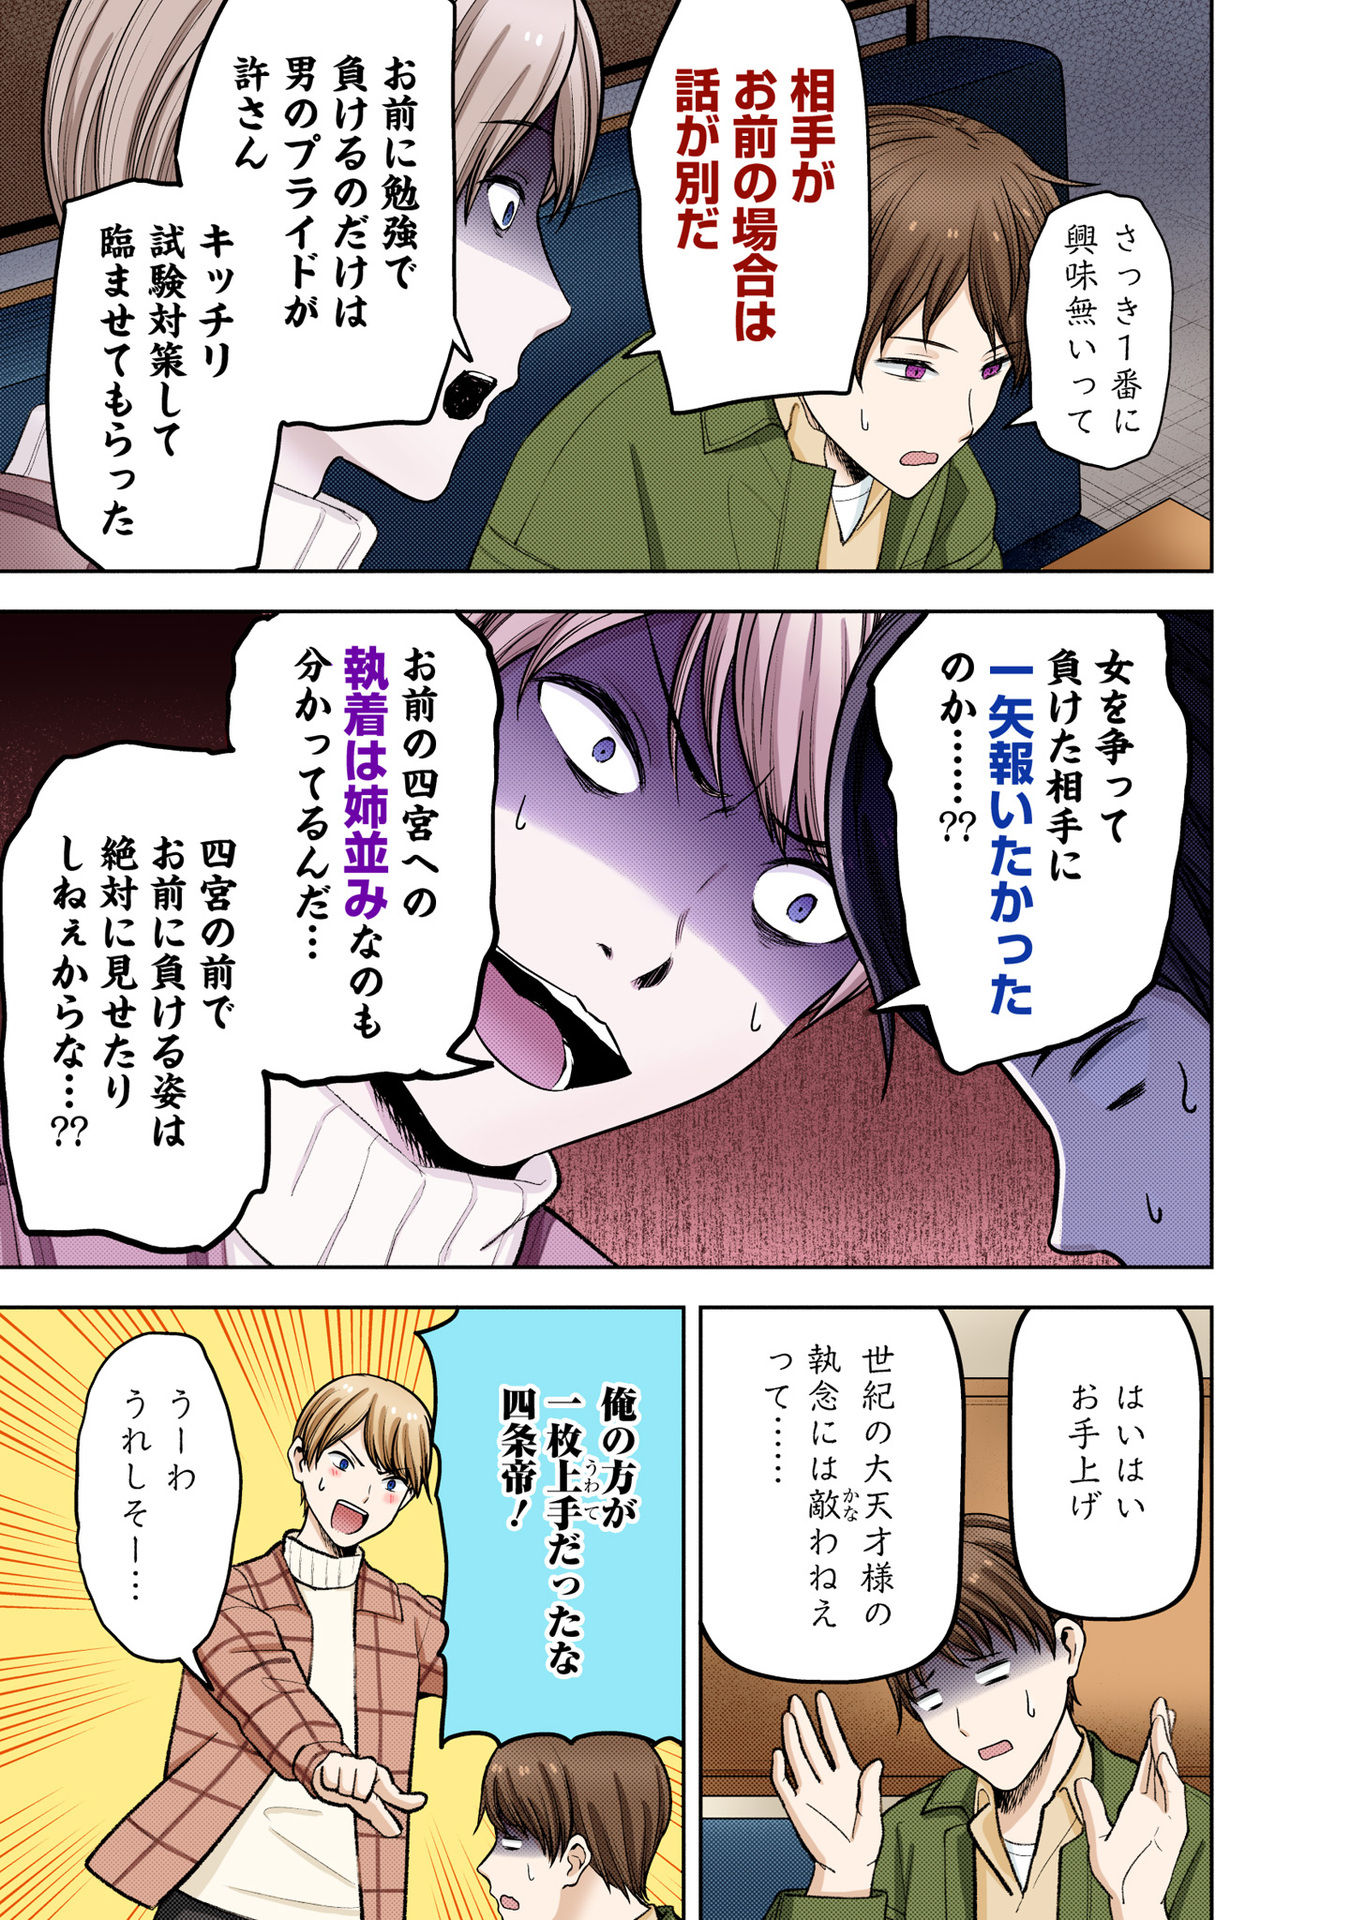 さっき1番に
興味無いって
相手が
お前の場合は
話が別だ
お前に勉強で
負けるのだけは
男のプライドが
許さん
キッチリ
試験対策して
臨ませてもらった
女を争って
負けた相手に
一矢報いたかった
のか……??
お前の四宮への
執着は姉並みなのも
分かってるんだ…
四宮の前で
お前に負ける姿は
絶対に見せたり
しねぇからな…??
はいはい
お手上げ
世紀の大天才様の
執念には敵わねえ
かな
って……
俺の方が
一枚上手だったな
うわて
四条帝！
うーわ
うれしそー…